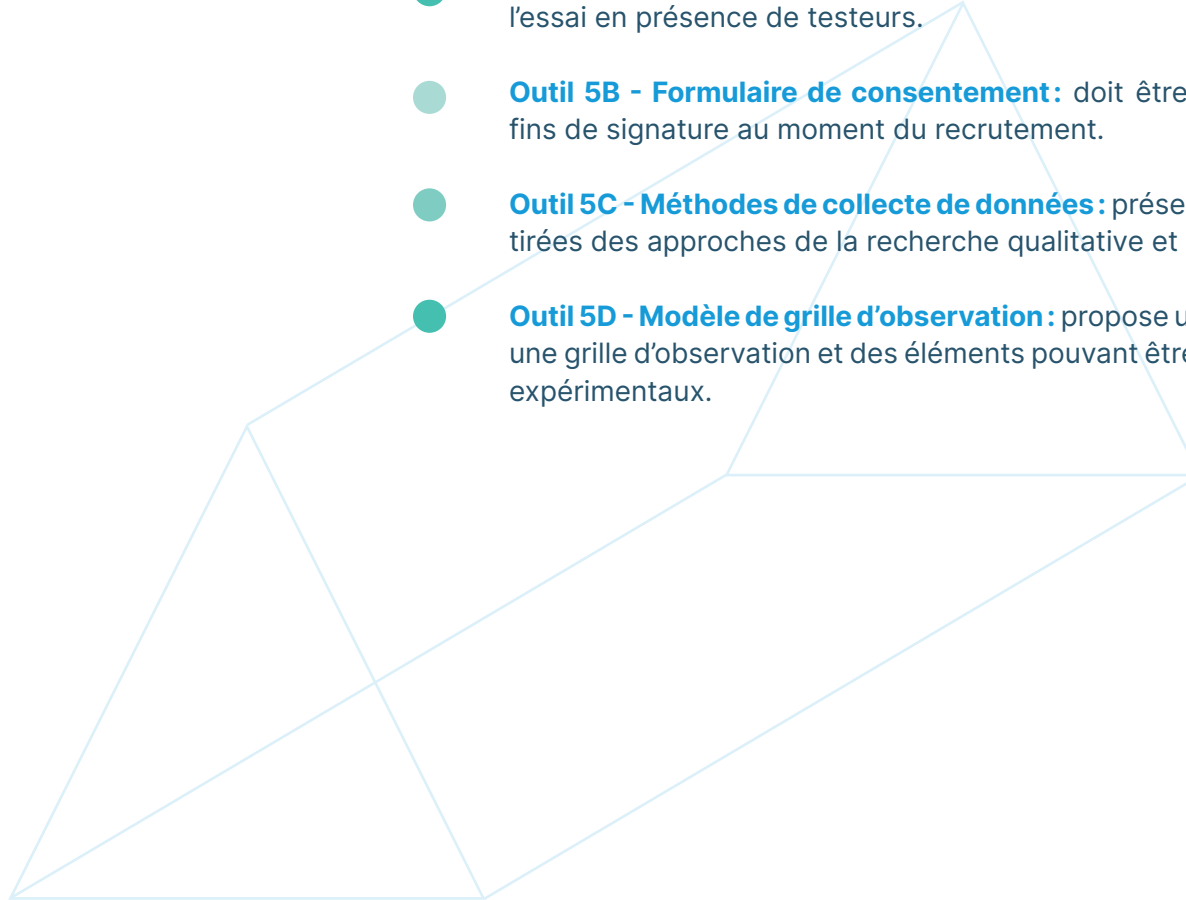 l’essai en présence de testeurs.
Outil 5B - Formulaire de consentement : doit être
fins de signature au moment du recrutement.
Outil 5C - Méthodes de collecte de données : prése
tirées des approches de la recherche qualitative et
Outil 5D - Modèle de grille d’observation : propose u
une grille d’observation et des éléments pouvant être
expérimentaux.